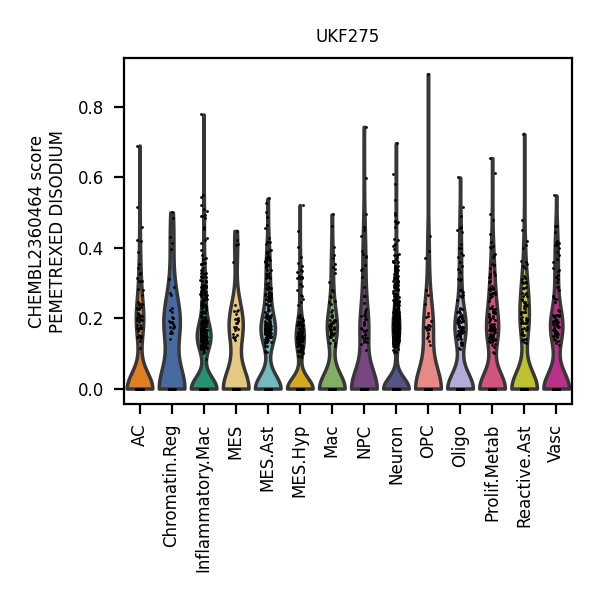 UKF275
CHEMBL2360464 score
PEMETREXED DISODIUM
0.8
0.6
0.4
0.2
0.0
AC
Chromatin.Reg
Inflammatory.Mac
MES
MES.Ast
MES.Hyp
Mac
NPC
Neuron
OPC
Oligo
Prolif.Metab
Reactive.Ast
Vasc